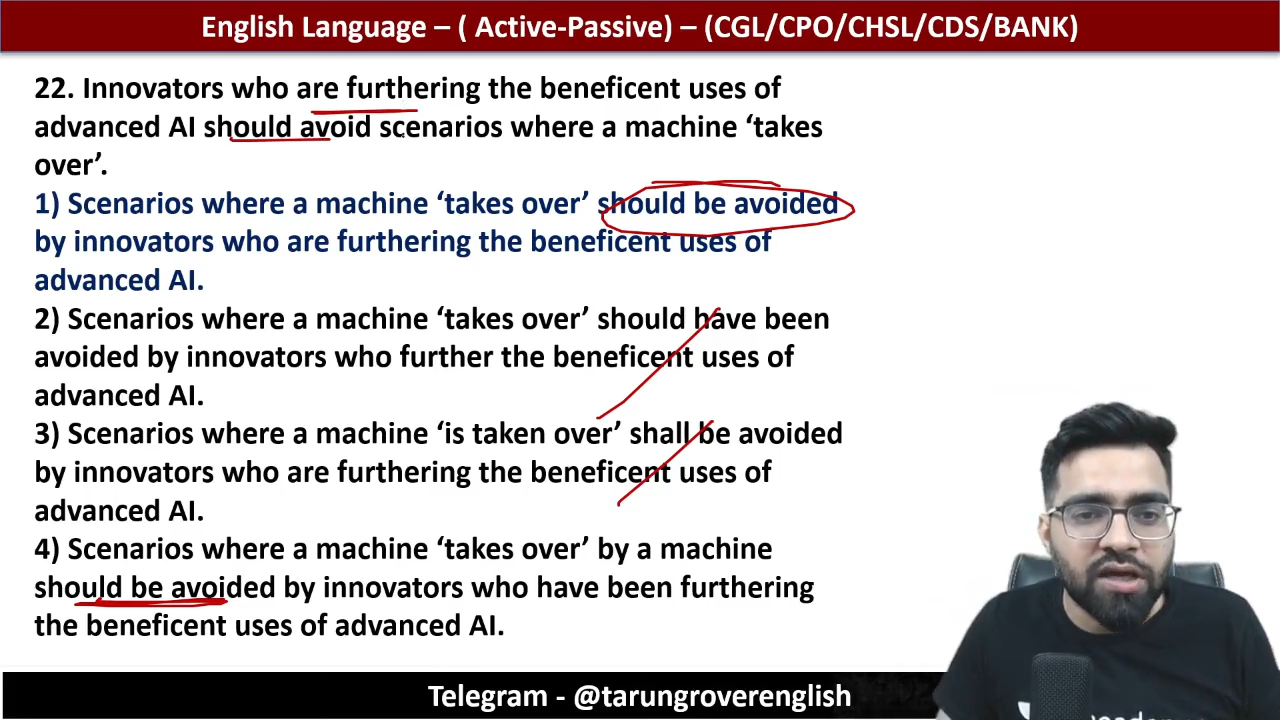 English Language – ( Active-Passive) – (CGL/CPO/CHSL/CDS/BANK)
22. Innovators who are furthering the beneficent uses of
advanced AI should avoid scenarios where a machine ‘takes
over’.
1) Scenarios where a machine ‘takes over’ should be avoided
by innovators who are furthering the beneficent uses of
advanced AI.
2) Scenarios where a machine ‘takes over’ should have been
avoided by innovators who further the beneficent uses of
advanced AI.
3) Scenarios where a machine ‘is taken over’ shall be avoided
by innovators who are furthering the beneficent uses of
advanced AI.
4) Scenarios where a machine ‘takes over’ by a machine
should be avoided by innovators who have been furthering
the beneficent uses of advanced AI.
Telegram - @tarungroverenglish